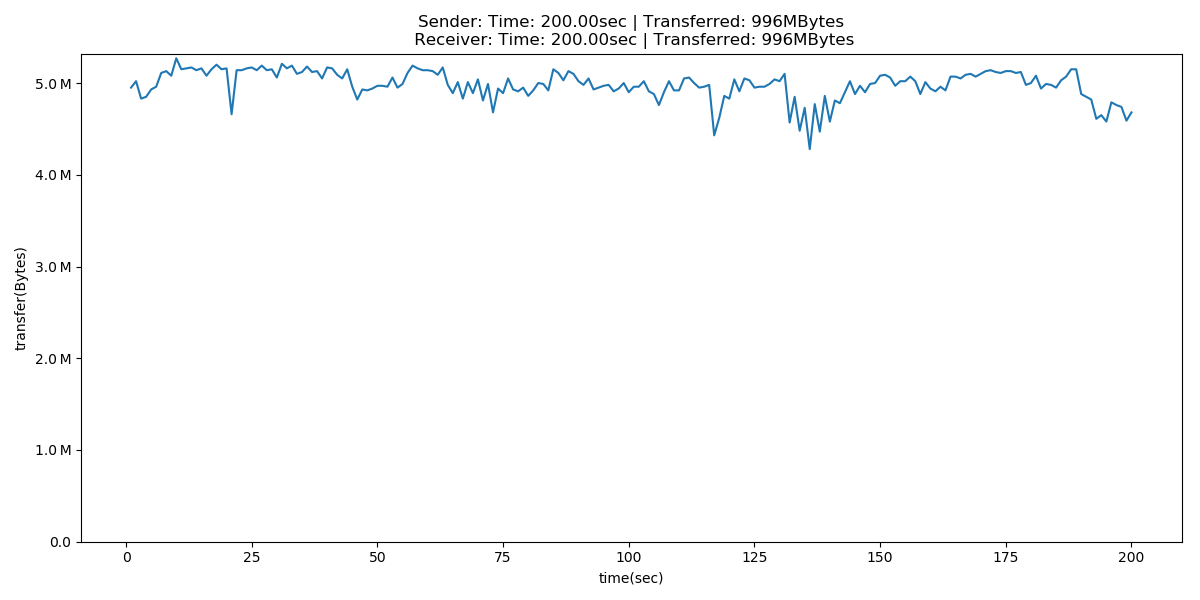 Sender: Time: 200.00sec | Transferred: 996MBytes
Receiver: Time: 200.00sec | Transferred: 996MBytes
5.0 M
4.0 M
3.0 M
2.0 M
1.0 M
0.0
transfer(Bytes)
0 25 50 75 100 125 150 175 200
time(sec)